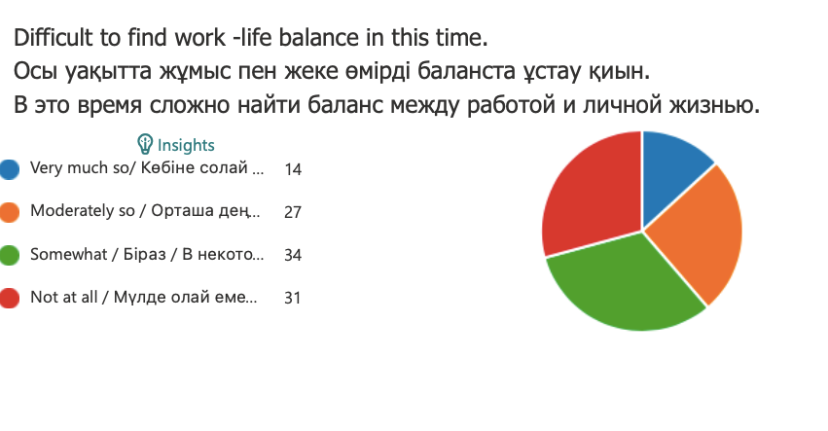 Difficult to find work -life balance in this time.
Осы уақытта жұмыс пен жеке өмірді баланста ұстау қиын.
В это время сложно найти баланс между работой и личной жизнью.
Insights
Very much so/ Көбіне солай ... 14
Moderately so / Орташа дең... 27
Somewhat / Біраз / В некото... 34
Not at all / Мүлде олай еме... 31